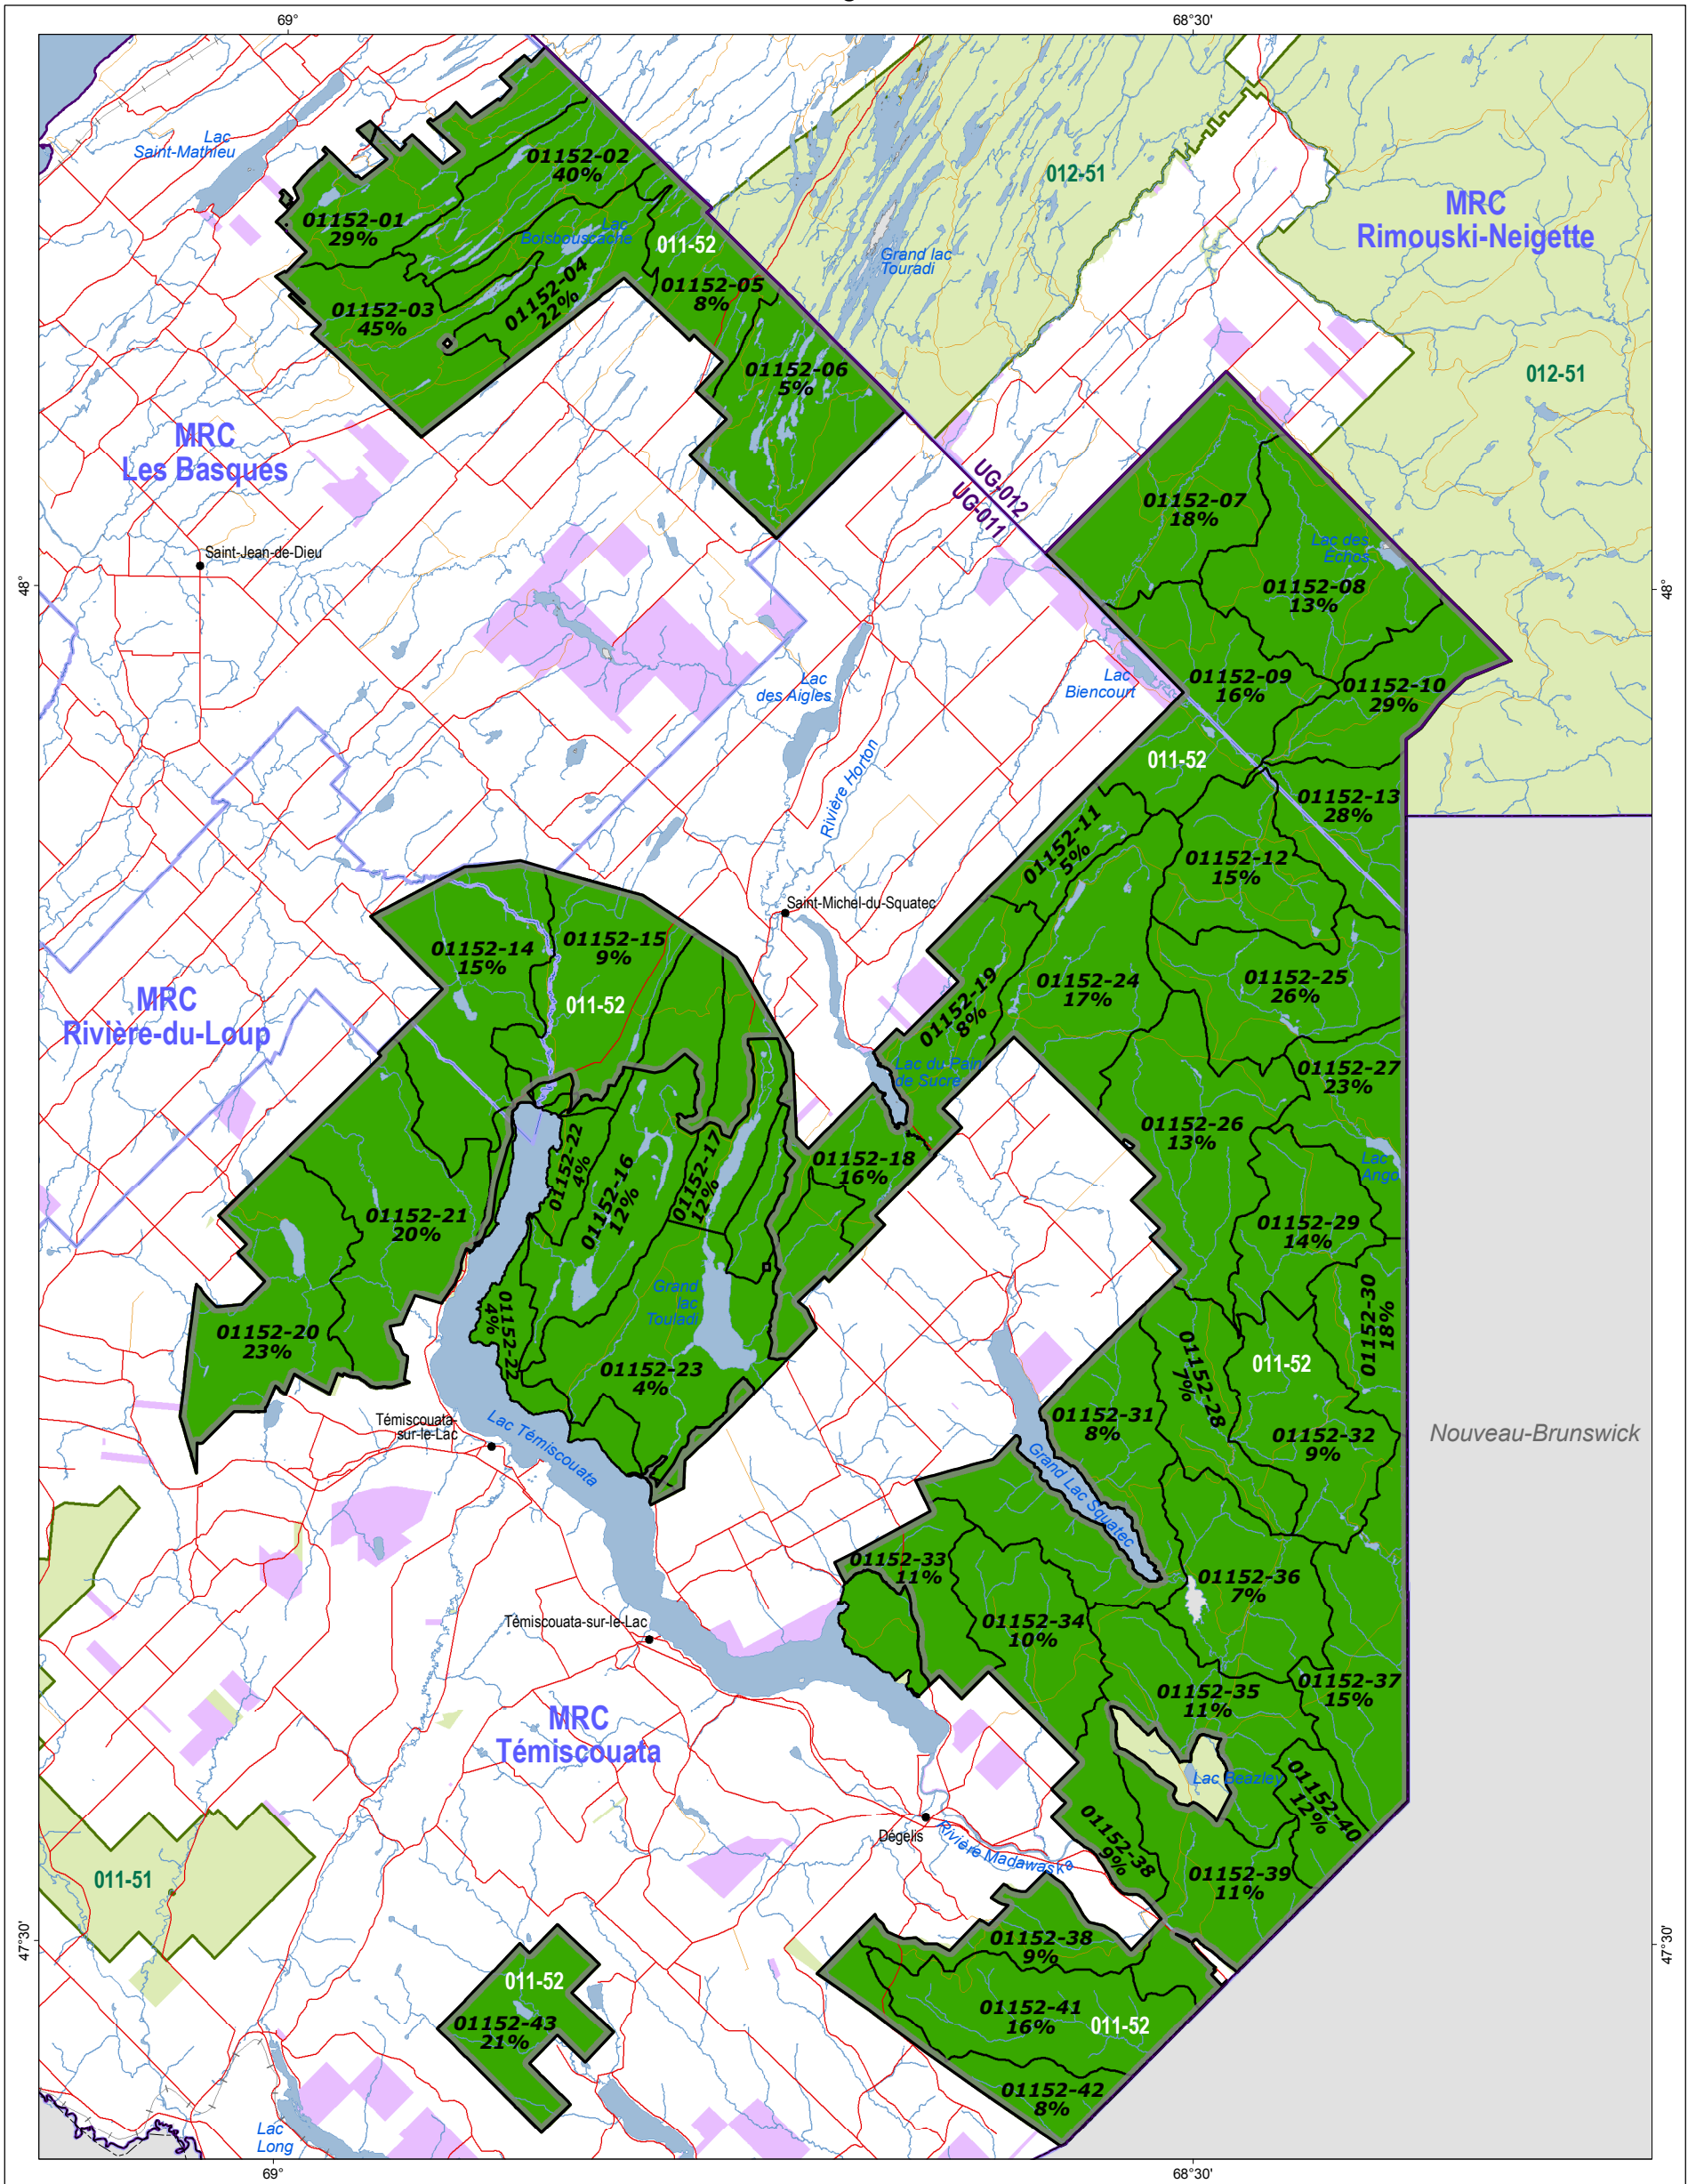 69°
68°30'
Lac
Saint-Mathieu
01152-02
40%
012-51
MRC
Rimouski-Neigette
01152-01
29%
Lac
Boisbouscache
011-52
Grand lac
Touradi
01152-04
22%
01152-05
8%
01152-03
45%
01152-06
5%
012-51
MRC
Les Basques
UG-012
UG-011
01152-07
18%
Saint-Jean-de-Dieu
Lac des
Échos
48°
48°
01152-08
13%
Lac
des Aigles
Lac
Biencourt
01152-09
16%
01152-10
29%
Rivière Horton
011-52
01152-13
28%
01152-11
5%
01152-12
15%
Saint-Michel-du-Squatec
01152-14
15%
01152-15
9%
011-52
01152-19
8%
01152-24
17%
01152-25
26%
MRC
Rivière-du-Loup
Lac du Pain
de Sucre
01152-27
23%
01152-26
13%
01152-22
4%
01152-16
12%
01152-17
12%
01152-18
16%
Lac
Ango
01152-21
20%
01152-29
14%
Grand
lac
Touladi
01152-22
4%
01152-20
23%
01152-30
18%
01152-28
7%
011-52
01152-23
4%
Témiscouata-
sur-le-Lac
Lac Témiscouata
01152-31
8%
01152-32
9%
Nouveau-Brunswick
Grand Lac Squatec
01152-33
11%
01152-36
7%
Témiscouata-sur-le-Lac
01152-34
10%
01152-37
15%
01152-35
11%
MRC
Témiscouata
Lac Beazley
01152-40
12%
Dégelis
Rivière Madawaska
01152-38
9%
011-51
01152-39
11%
47°30'
47°30'
01152-38
9%
011-52
01152-41
16%
011-52
01152-43
21%
01152-42
8%
Lac
Long
69°
68°30'